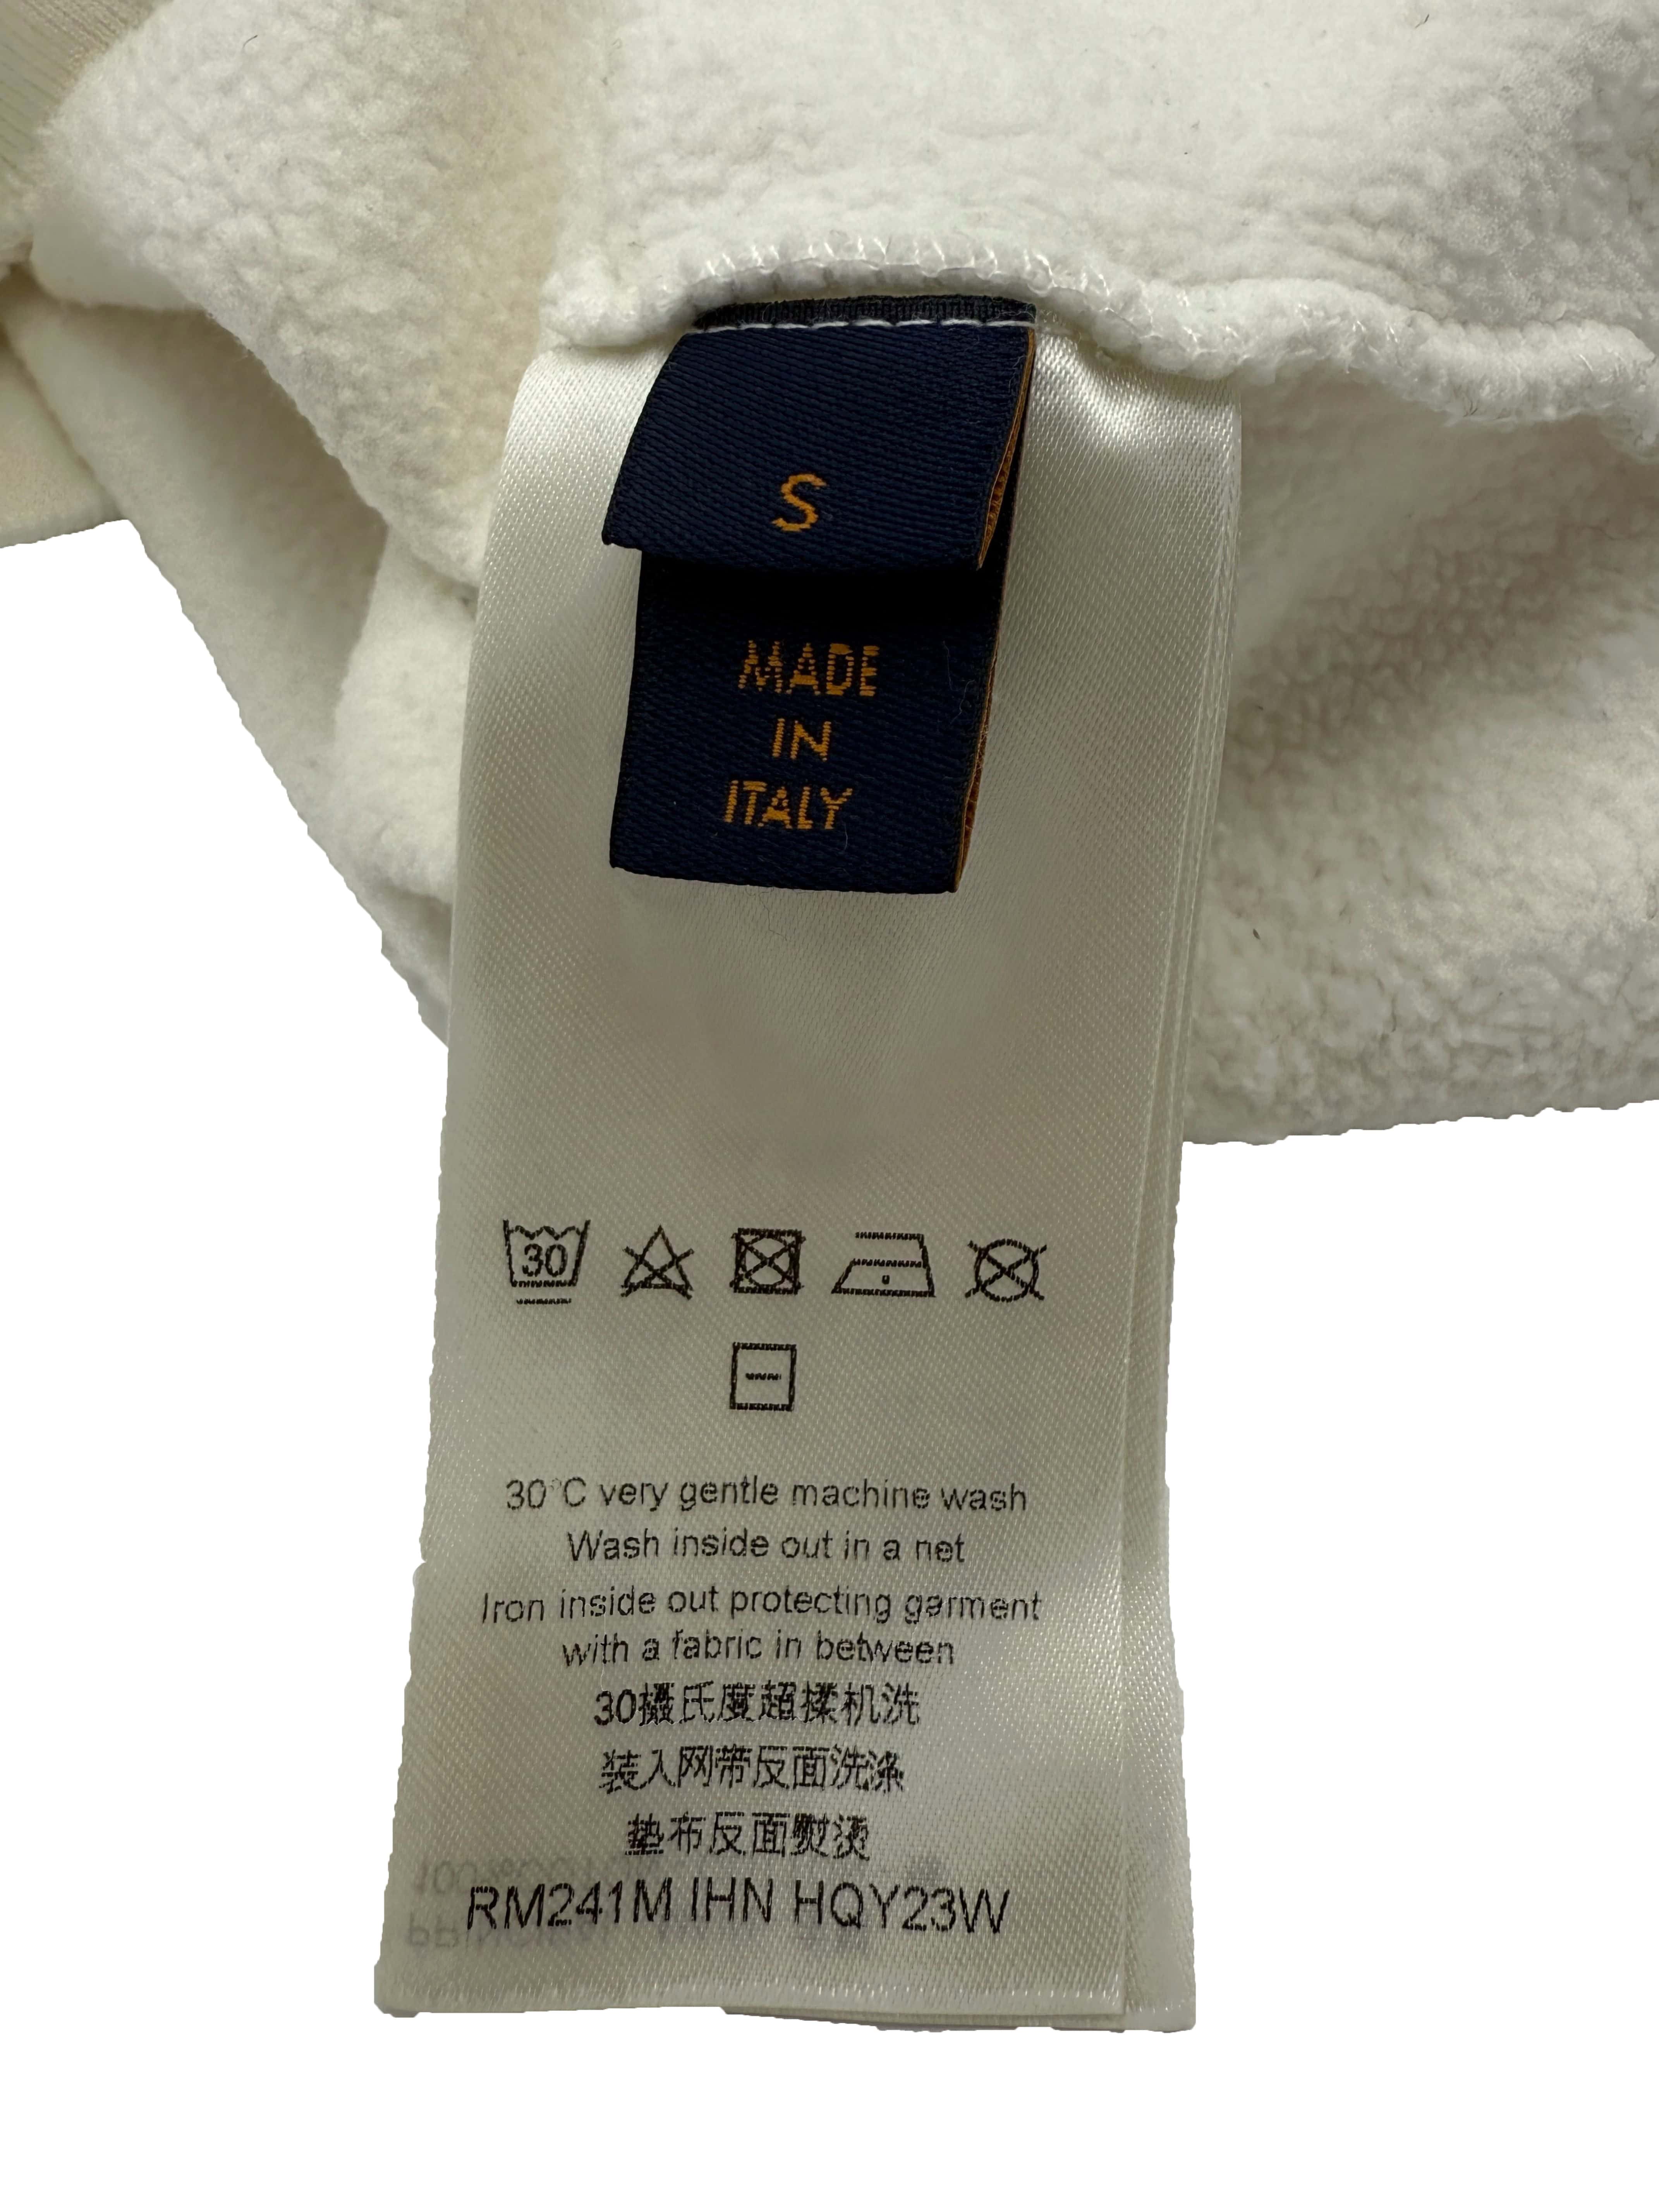 S
MADE
IN
ITALY
30
30°C very gentle machine wash
Wash inside out in a net
Iron inside out protecting garment
with a fabric in between
30攝氏度超揉机洗
装入网带反面洗涤
垫布反面熨烫
RM241M IHN HQY23W